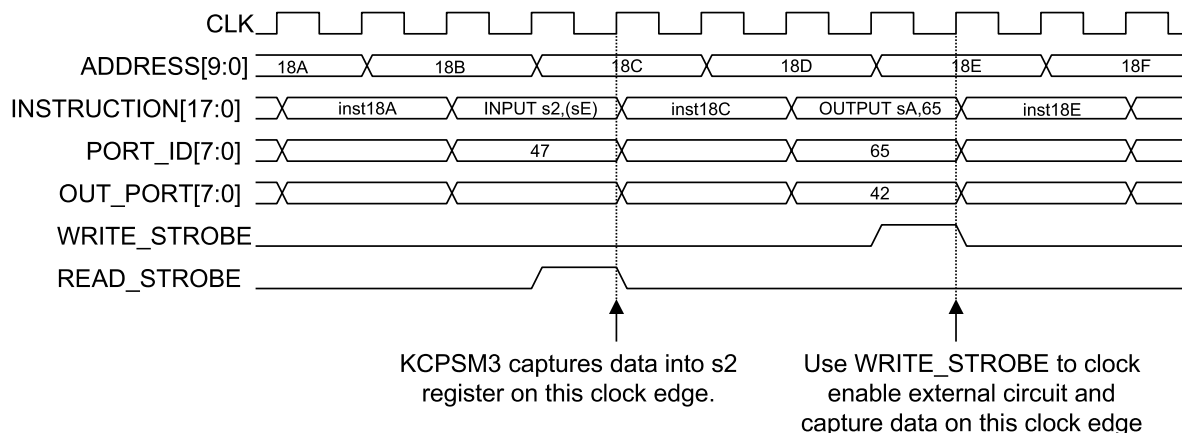 CLK
ADDRESS[9:0] 18A 18B 18C 18D 18E 18F
INSTRUCTION[17:0] inst18A INPUT s2,(sE) inst18C OUTPUT sA,65 inst18E
PORT_ID[7:0] 47 65
OUT_PORT[7:0] 42
WRITE_STROBE
READ_STROBE
KCPSM3 captures data into s2
register on this clock edge.
Use WRITE_STROBE to clock
enable external circuit and
capture data on this clock edge